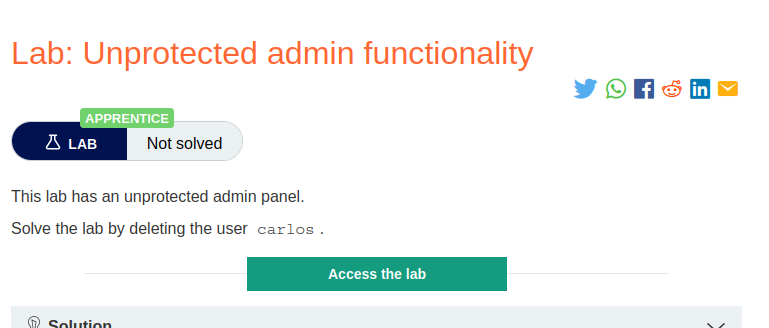 Lab: Unprotected admin functionality
APPRENTICE
LAB Not solved
This lab has an unprotected admin panel.
Solve the lab by deleting the user carlos.
Access the lab
Solution